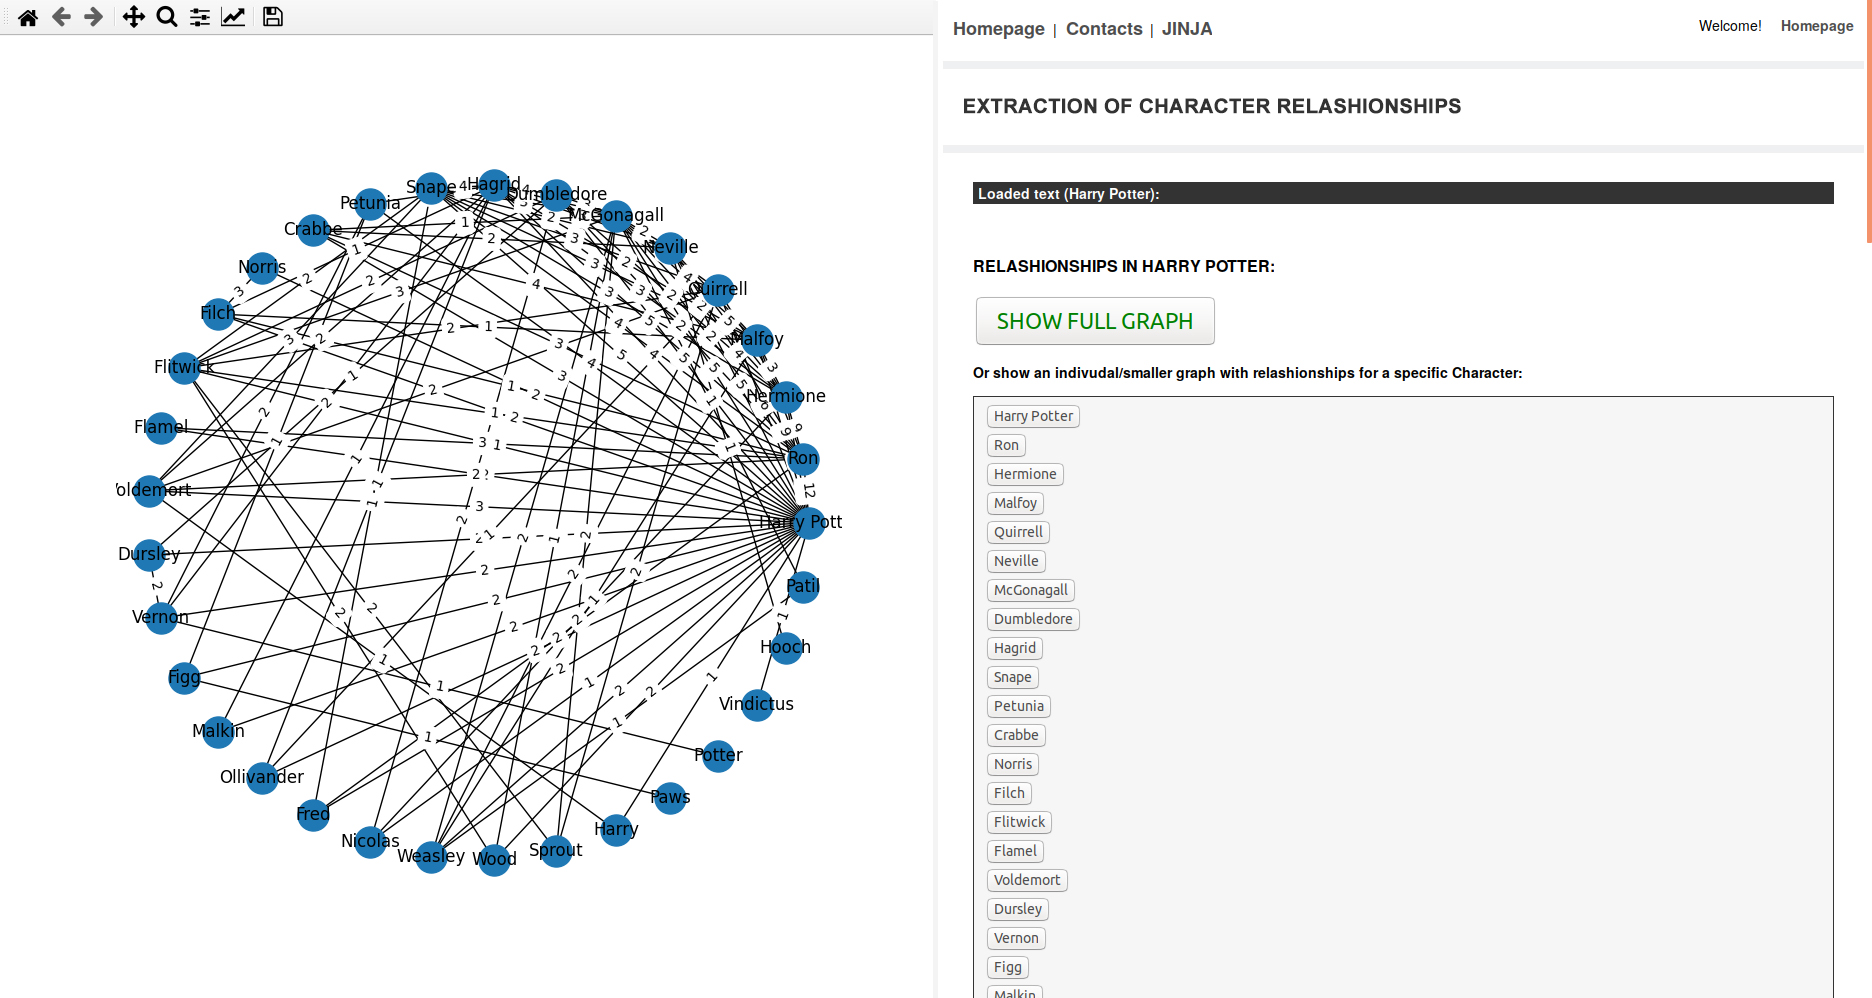 Homepage | Contacts | JINJA
Welcome! Homepage
EXTRACTION OF CHARACTER RELASHIONSHIPS
Loaded text (Harry Potter):
RELASHIONSHIPS IN HARRY POTTER:
SHOW FULL GRAPH
Or show an indivudal/smaller graph with relashionships for a specific Character:
Harry Potter
Ron
Hermione
Malfoy
Quirrell
Neville
McGonagall
Dumbledore
Hagrid
Snape
Petunia
Crabbe
Norris
Filch
Flitwick
Flamel
Voldemort
Dursley
Vernon
Figg
Malkin
Harry Pott
Ron
Hermione
Malfoy
Quirrell
Neville
McGonagall
Dumbledore
Hagrid
Snape
Petunia
Crabbe
Norris
Filch
Flitwick
Flamel
oldemort
Dursley
Vernon
Figg
Malkin
Ollivander
Fred
Nicolas
Weasley
Wood
Sprout
Harry
Paws
Potter
Vindictus
Hooch
Patil
12